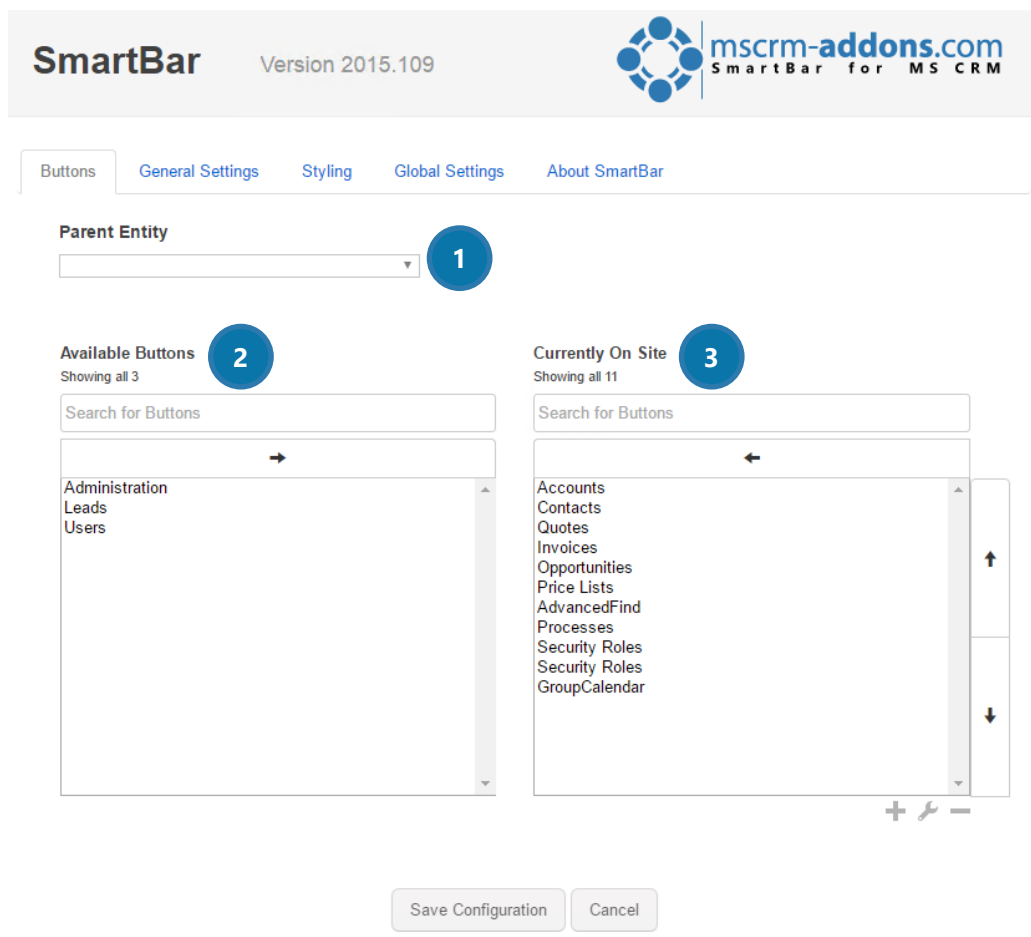 SmartBar Version 2015.109
mscrm-addons.com
SmartBar for MS CRM
Buttons General Settings Styling Global Settings About SmartBar
Parent Entity
1
Available Buttons 2
Showing all 3
Search for Buttons
Administration
Leads
Users
Currently On Site 3
Showing all 11
Search for Buttons
Accounts
Contacts
Quotes
Invoices
Opportunities
Price Lists
AdvancedFind
Processes
Security Roles
Security Roles
GroupCalendar
Save Configuration Cancel